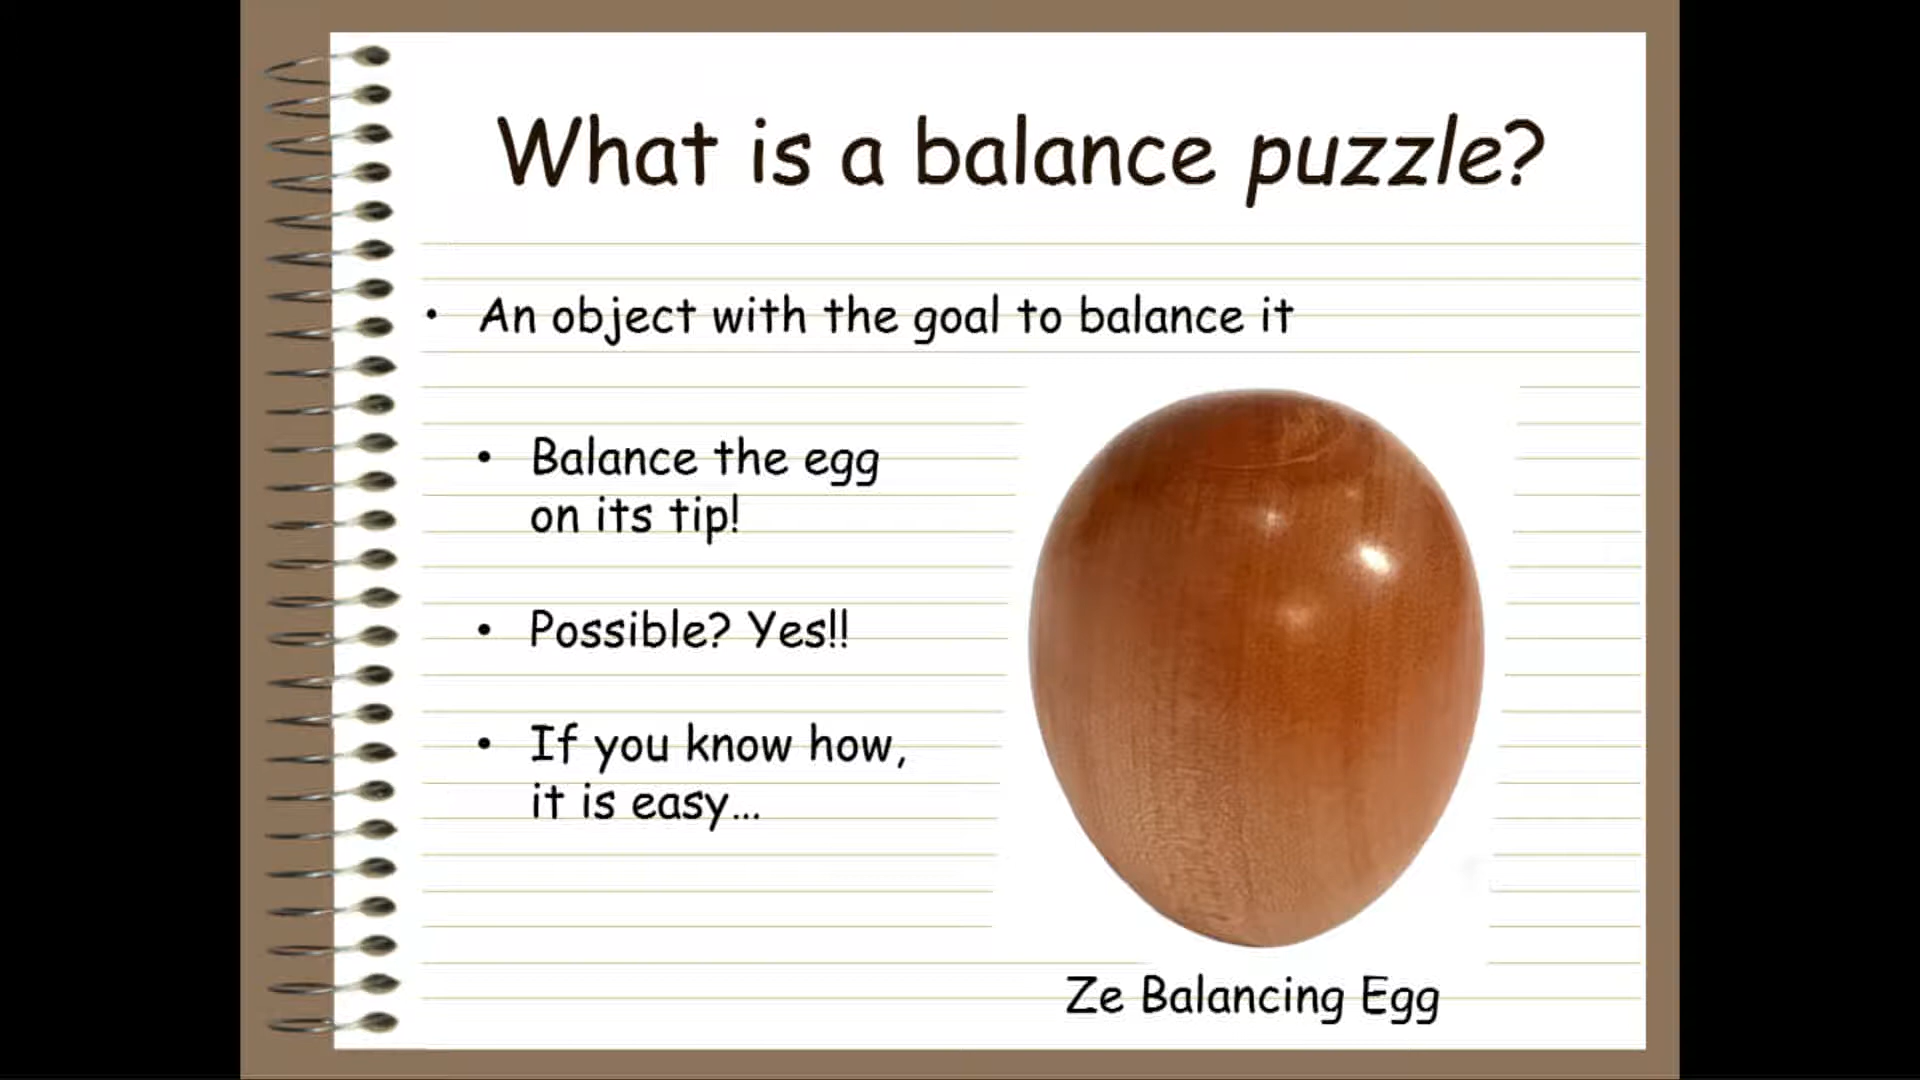 What is a balance puzzle?
• An object with the goal to balance it
• Balance the egg
on its tip!
• Possible? Yes!!
• If you know how,
it is easy...
Ze Balancing Egg